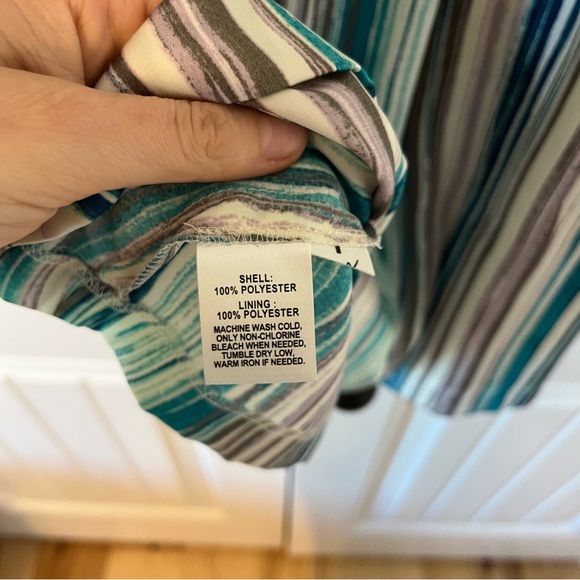 SHELL:
100% POLYESTER
LINING :
100% POLYESTER
MACHINE WASH COLD,
ONLY NON-CHLORINE
BLEACH WHEN NEEDED,
TUMBLE DRY LOW,
WARM IRON IF NEEDED.